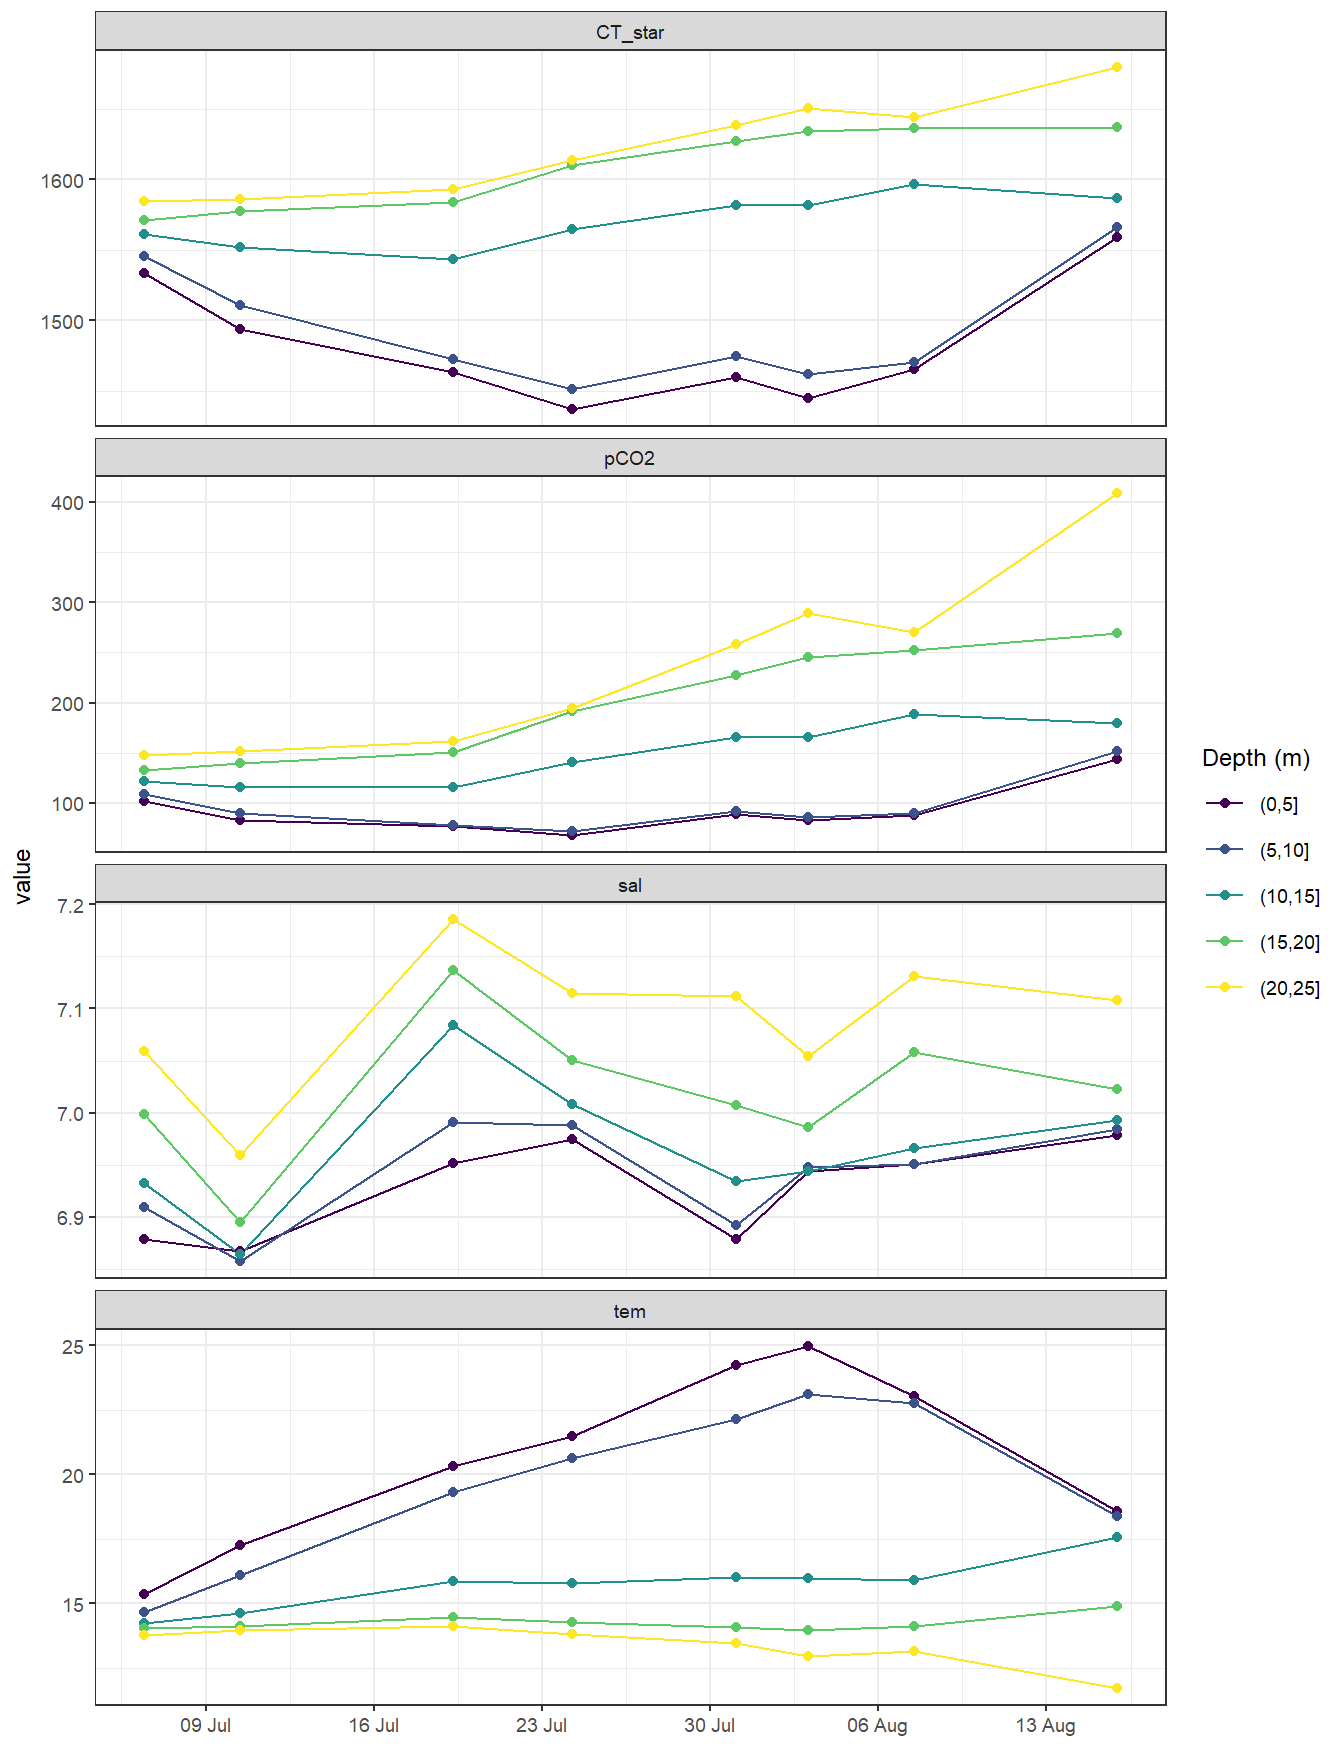 CT_star
1600
1500
pCO2
400
300
200
100
sal
7.2
7.1
7.0
6.9
tem
25
20
15
09 Jul
16 Jul
23 Jul
30 Jul
06 Aug
13 Aug
value
Depth (m)
(0,5]
(5,10]
(10,15]
(15,20]
(20,25]